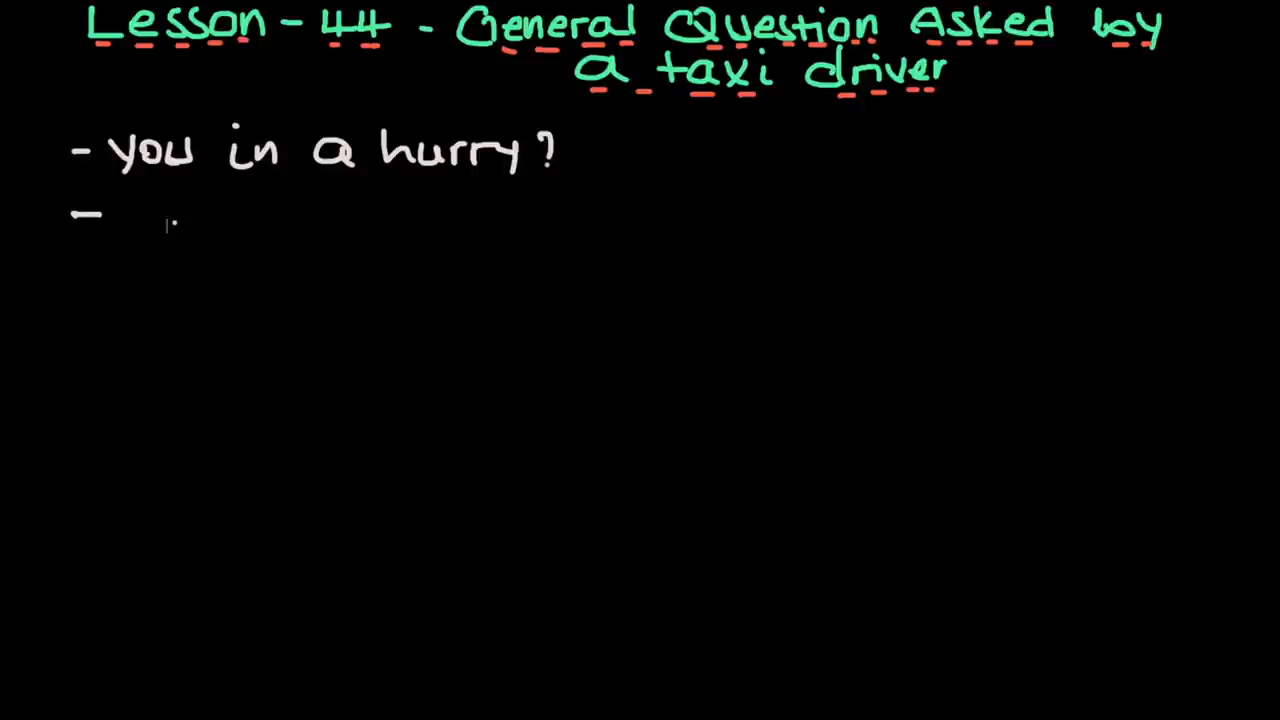 Lesson - 44 - General Question Asked by
a taxi driver
- you in a hurry?
-